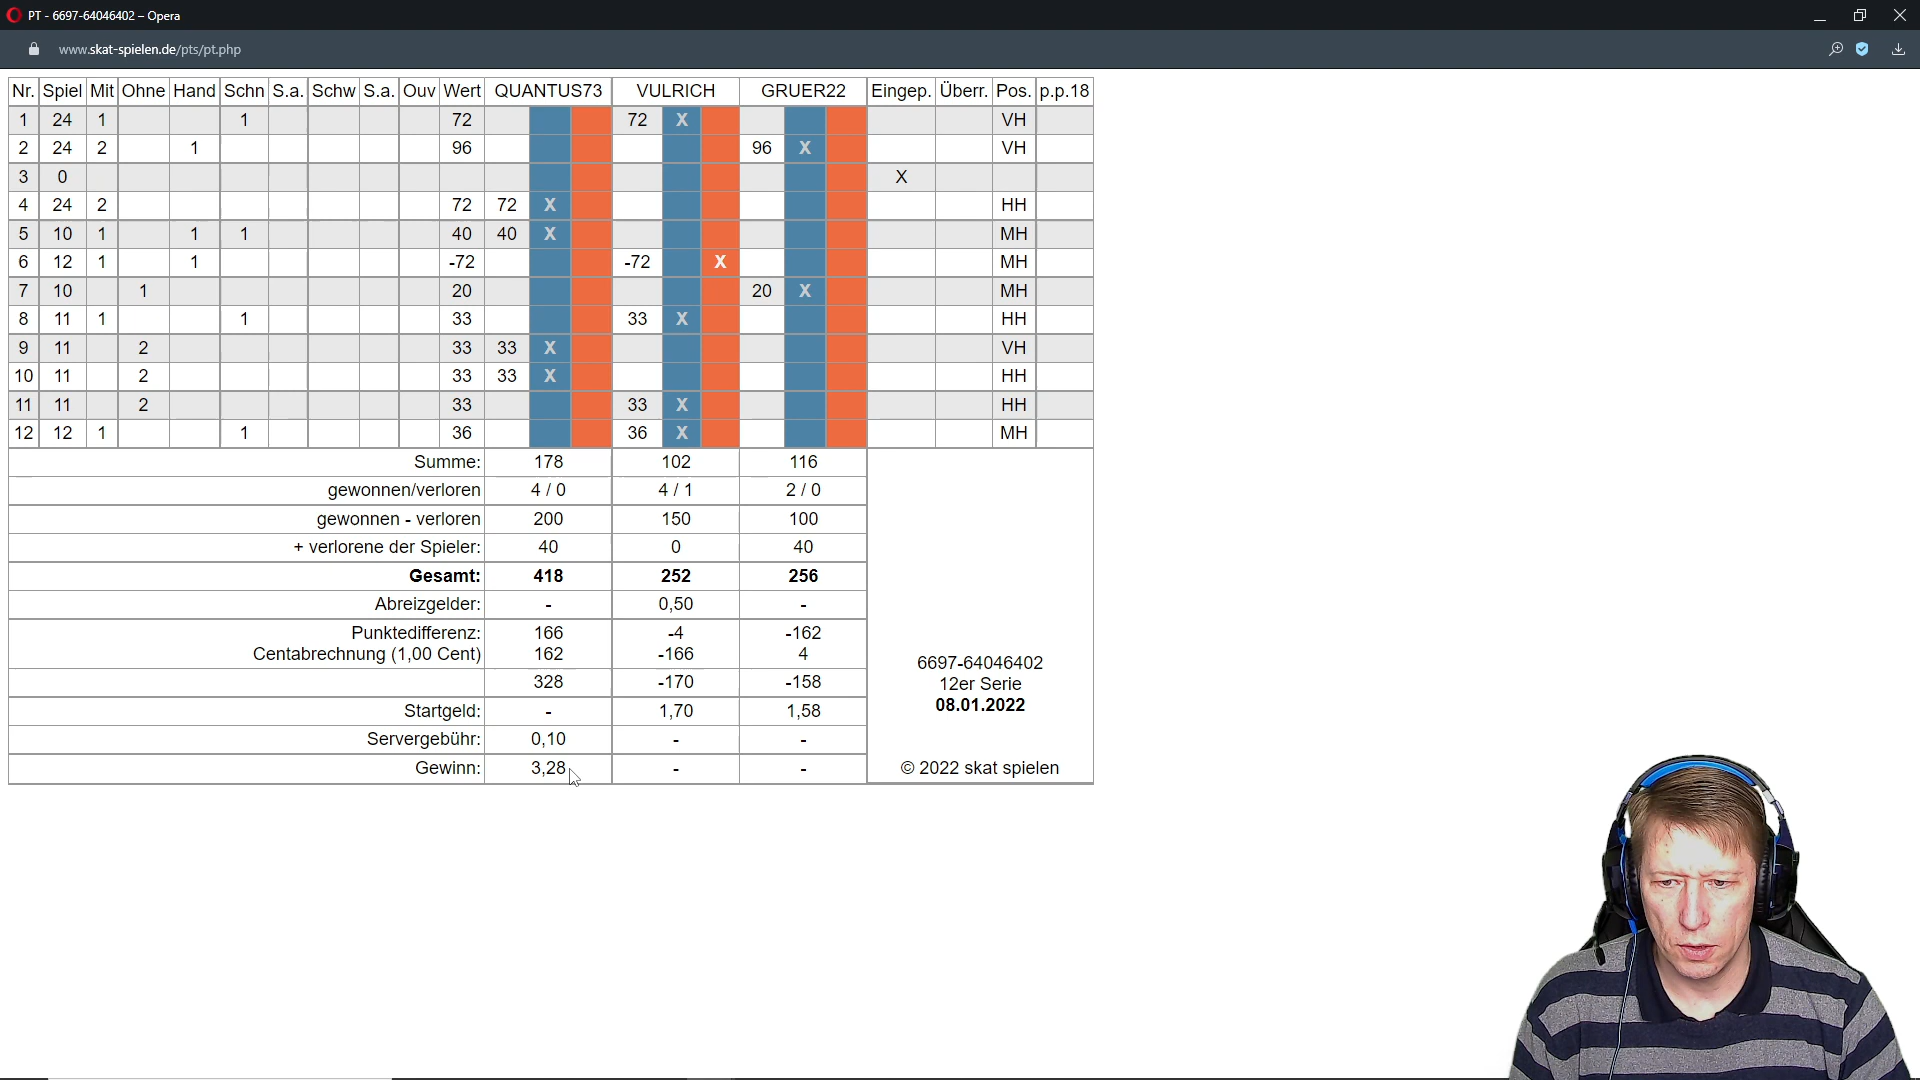 PT - 6697-64046402 – Opera
www.skat-spielen.de/pts/pt.php
Nr. Spiel Mit Ohne Hand Schn S.a. Schw S.a. Ouv Wert QUANTUS73 VULRICH GRUER22 Eingep. Überr. Pos. p.p.18
1 24 1 1 72 72 X VH
2 24 2 1 96 96 X VH
3 0 X
4 24 2 72 72 X HH
5 10 1 1 1 40 40 X MH
6 12 1 1 -72 -72 X MH
7 10 1 20 20 X MH
8 11 1 1 33 33 X HH
9 11 2 33 33 X VH
10 11 2 33 33 X HH
11 11 2 33 33 X HH
12 12 1 1 36 36 X MH
Summe: 178 102 116
gewonnen/verloren 4 / 0 4 / 1 2 / 0
gewonnen - verloren 200 150 100
+ verlorene der Spieler: 40 0 40
Gesamt: 418 252 256
Abreizgelder: - 0,50 -
Punktedifferenz: 166 -4 -162
Centabrechnung (1,00 Cent) 162 -166 4
328 -170 -158
Startgeld: - 1,70 1,58
Servergebühr: 0,10 - -
Gewinn: 3,28 - -
6697-64046402
12er Serie
08.01.2022
© 2022 skat spielen